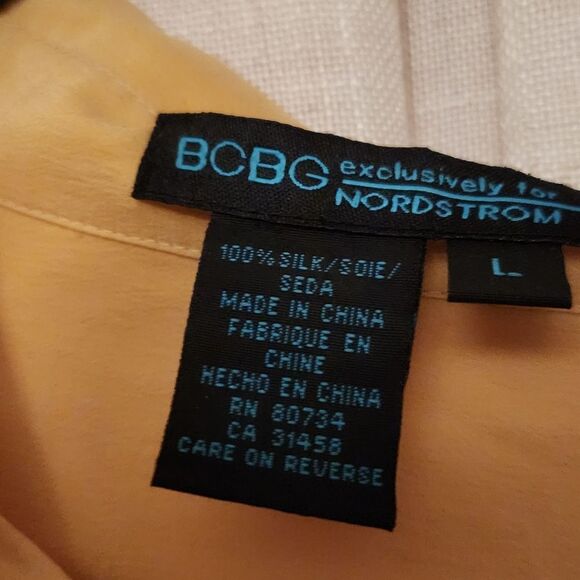 BCBG exclusively for
NORDSTROM
L
100% SILK/SOIE/
SEDA
MADE IN CHINA
FABRIQUE EN
CHINE
HECHO EN CHINA
RN 80734
CA 31458
CARE ON REVERSE